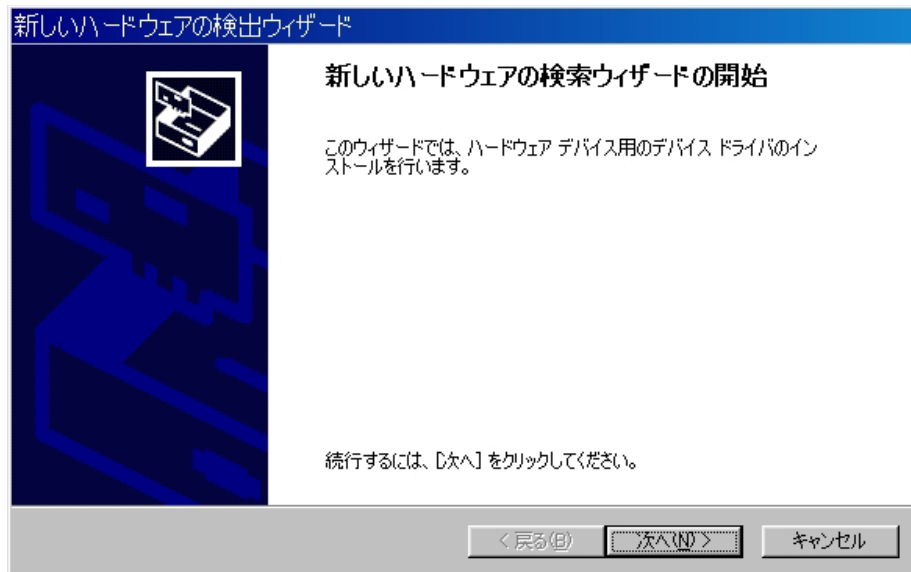 新しいハードウェアの検出ウィザード
新しいハードウェアの検索ウィザードの開始
このウィザードでは、ハードウェア デバイス用のデバイス ドライバのイン
ストールを行います。
続行するには、[次へ] をクリックしてください。
< 戻る(B)
次へ(N) >
キャンセル